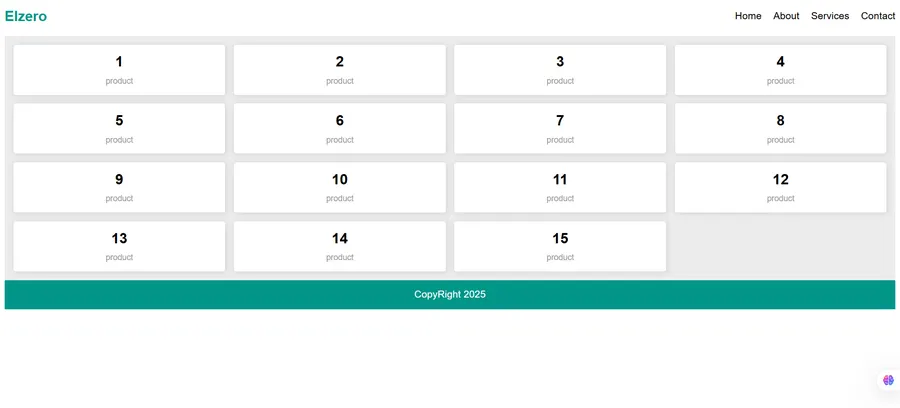 Elzero
Home About Services Contact
1 2 3 4
product product product product
5 6 7 8
product product product product
9 10 11 12
product product product product
13 14 15
product product product
CopyRight 2025